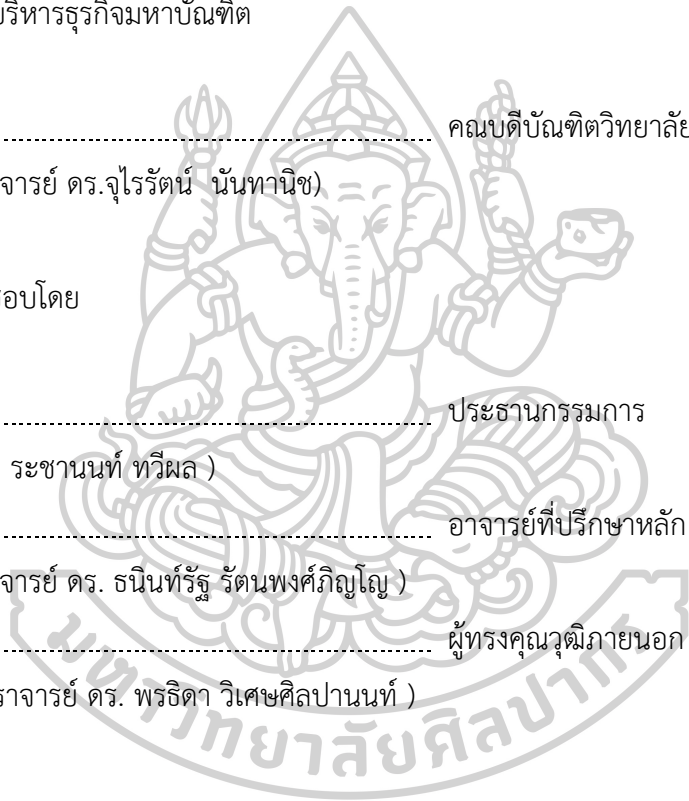 บริหารธุรกิจมหาบัณฑิต
คณบดีบัณฑิตวิทยาลัย
จารย์ ดร.จุไรรัตน์ นันทานิช)
สอบโดย
ประธานกรรมการ
ระชานนท์ ทวีผล )
อาจารย์ที่ปรึกษาหลัก
จารย์ ดร. ธนินท์รัฐ รัตนพงศ์ภิญโญ )
ผู้ทรงคุณวุฒิภายนอก
ราจารย์ ดร. พรธิดา วิเศษศิลปานนท์ )
มหาวิทยาลัยศิลปากร